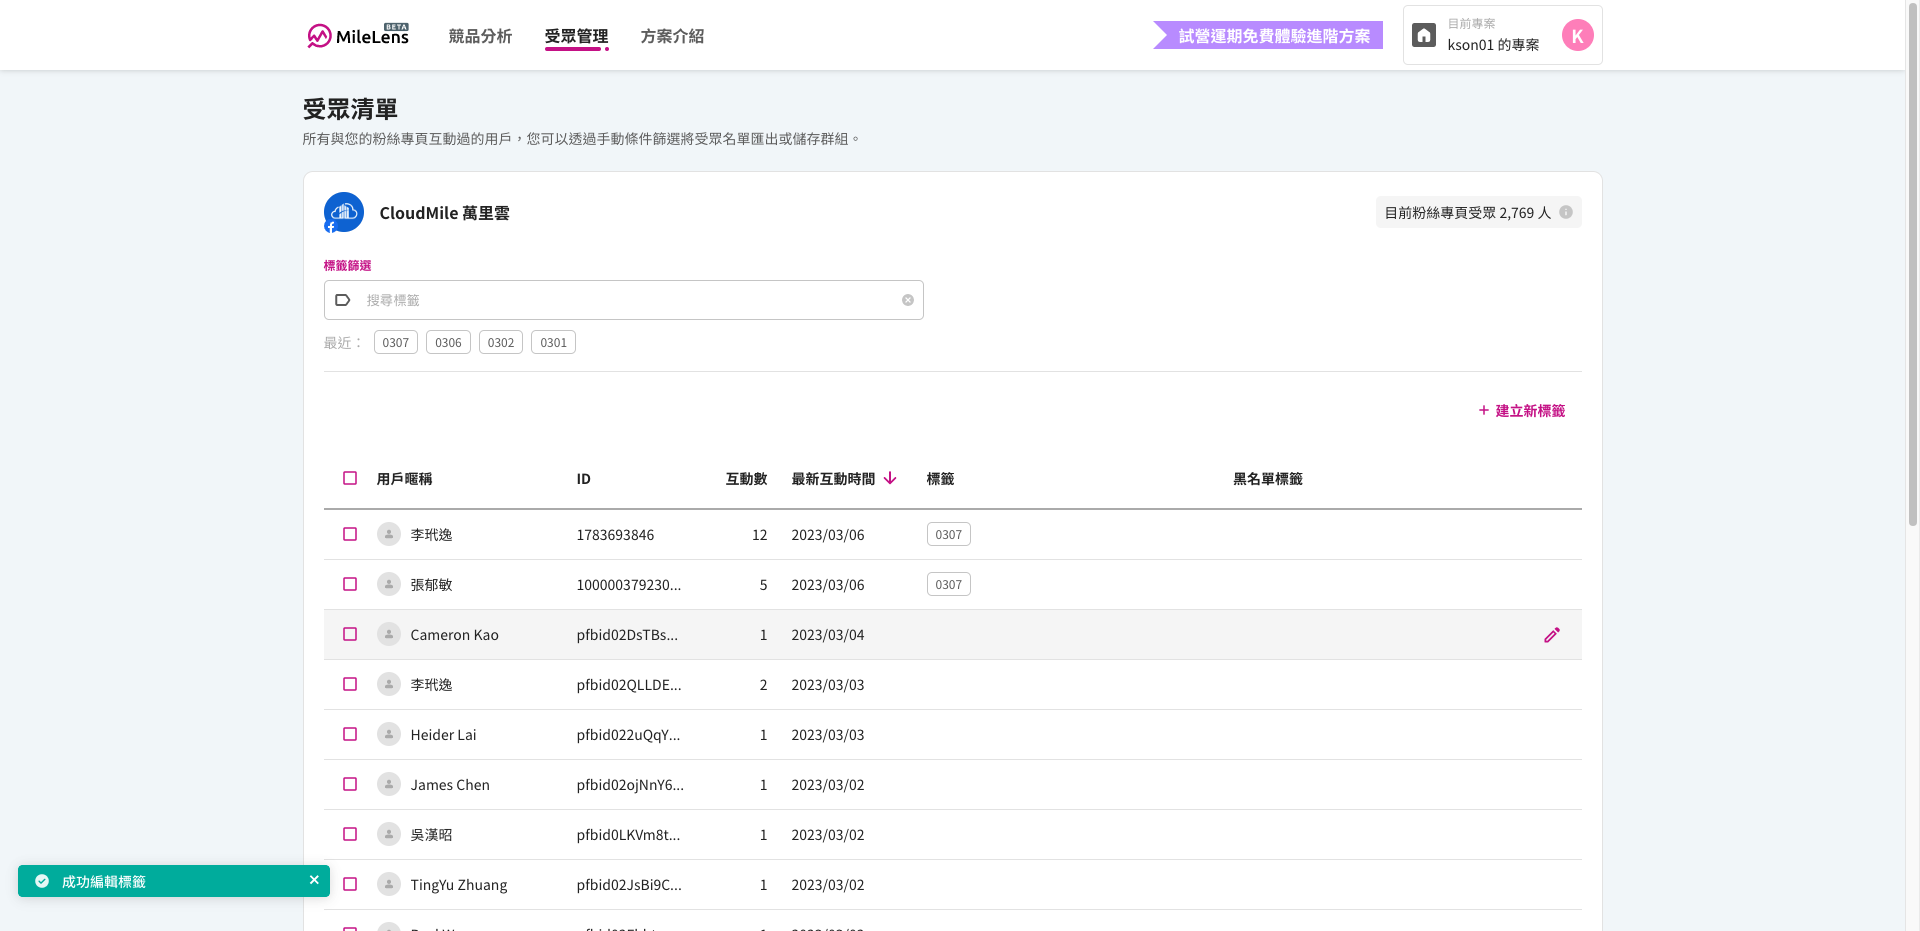 MileLens BETA
競品分析
受眾管理
方案介紹
試營運期免費體驗進階方案
目前專案
kson01 的專案
K
受眾清單
所有與您的粉絲專頁互動過的用戶，您可以透過手動條件篩選將受眾名單匯出或儲存群組。
CloudMile 萬里雲
目前粉絲專頁受眾 2,769 人
標籤篩選
搜尋標籤
最近： 0307 0306 0302 0301
+ 建立新標籤
用戶暱稱 ID 互動數 最新互動時間 標籤 黑名單標籤
李玳逸 1783693846 12 2023/03/06 0307
張郁敏 100000379230... 5 2023/03/06 0307
Cameron Kao pfbid02DsTBs... 1 2023/03/04
李玳逸 pfbid02QLLDE... 2 2023/03/03
Heider Lai pfbid022uQqY... 1 2023/03/03
James Chen pfbid02ojNnY6... 1 2023/03/02
吳漢昭 pfbid0LKVm8t... 1 2023/03/02
TingYu Zhuang pfbid02JsBi9C... 1 2023/03/02
成功編輯標籤